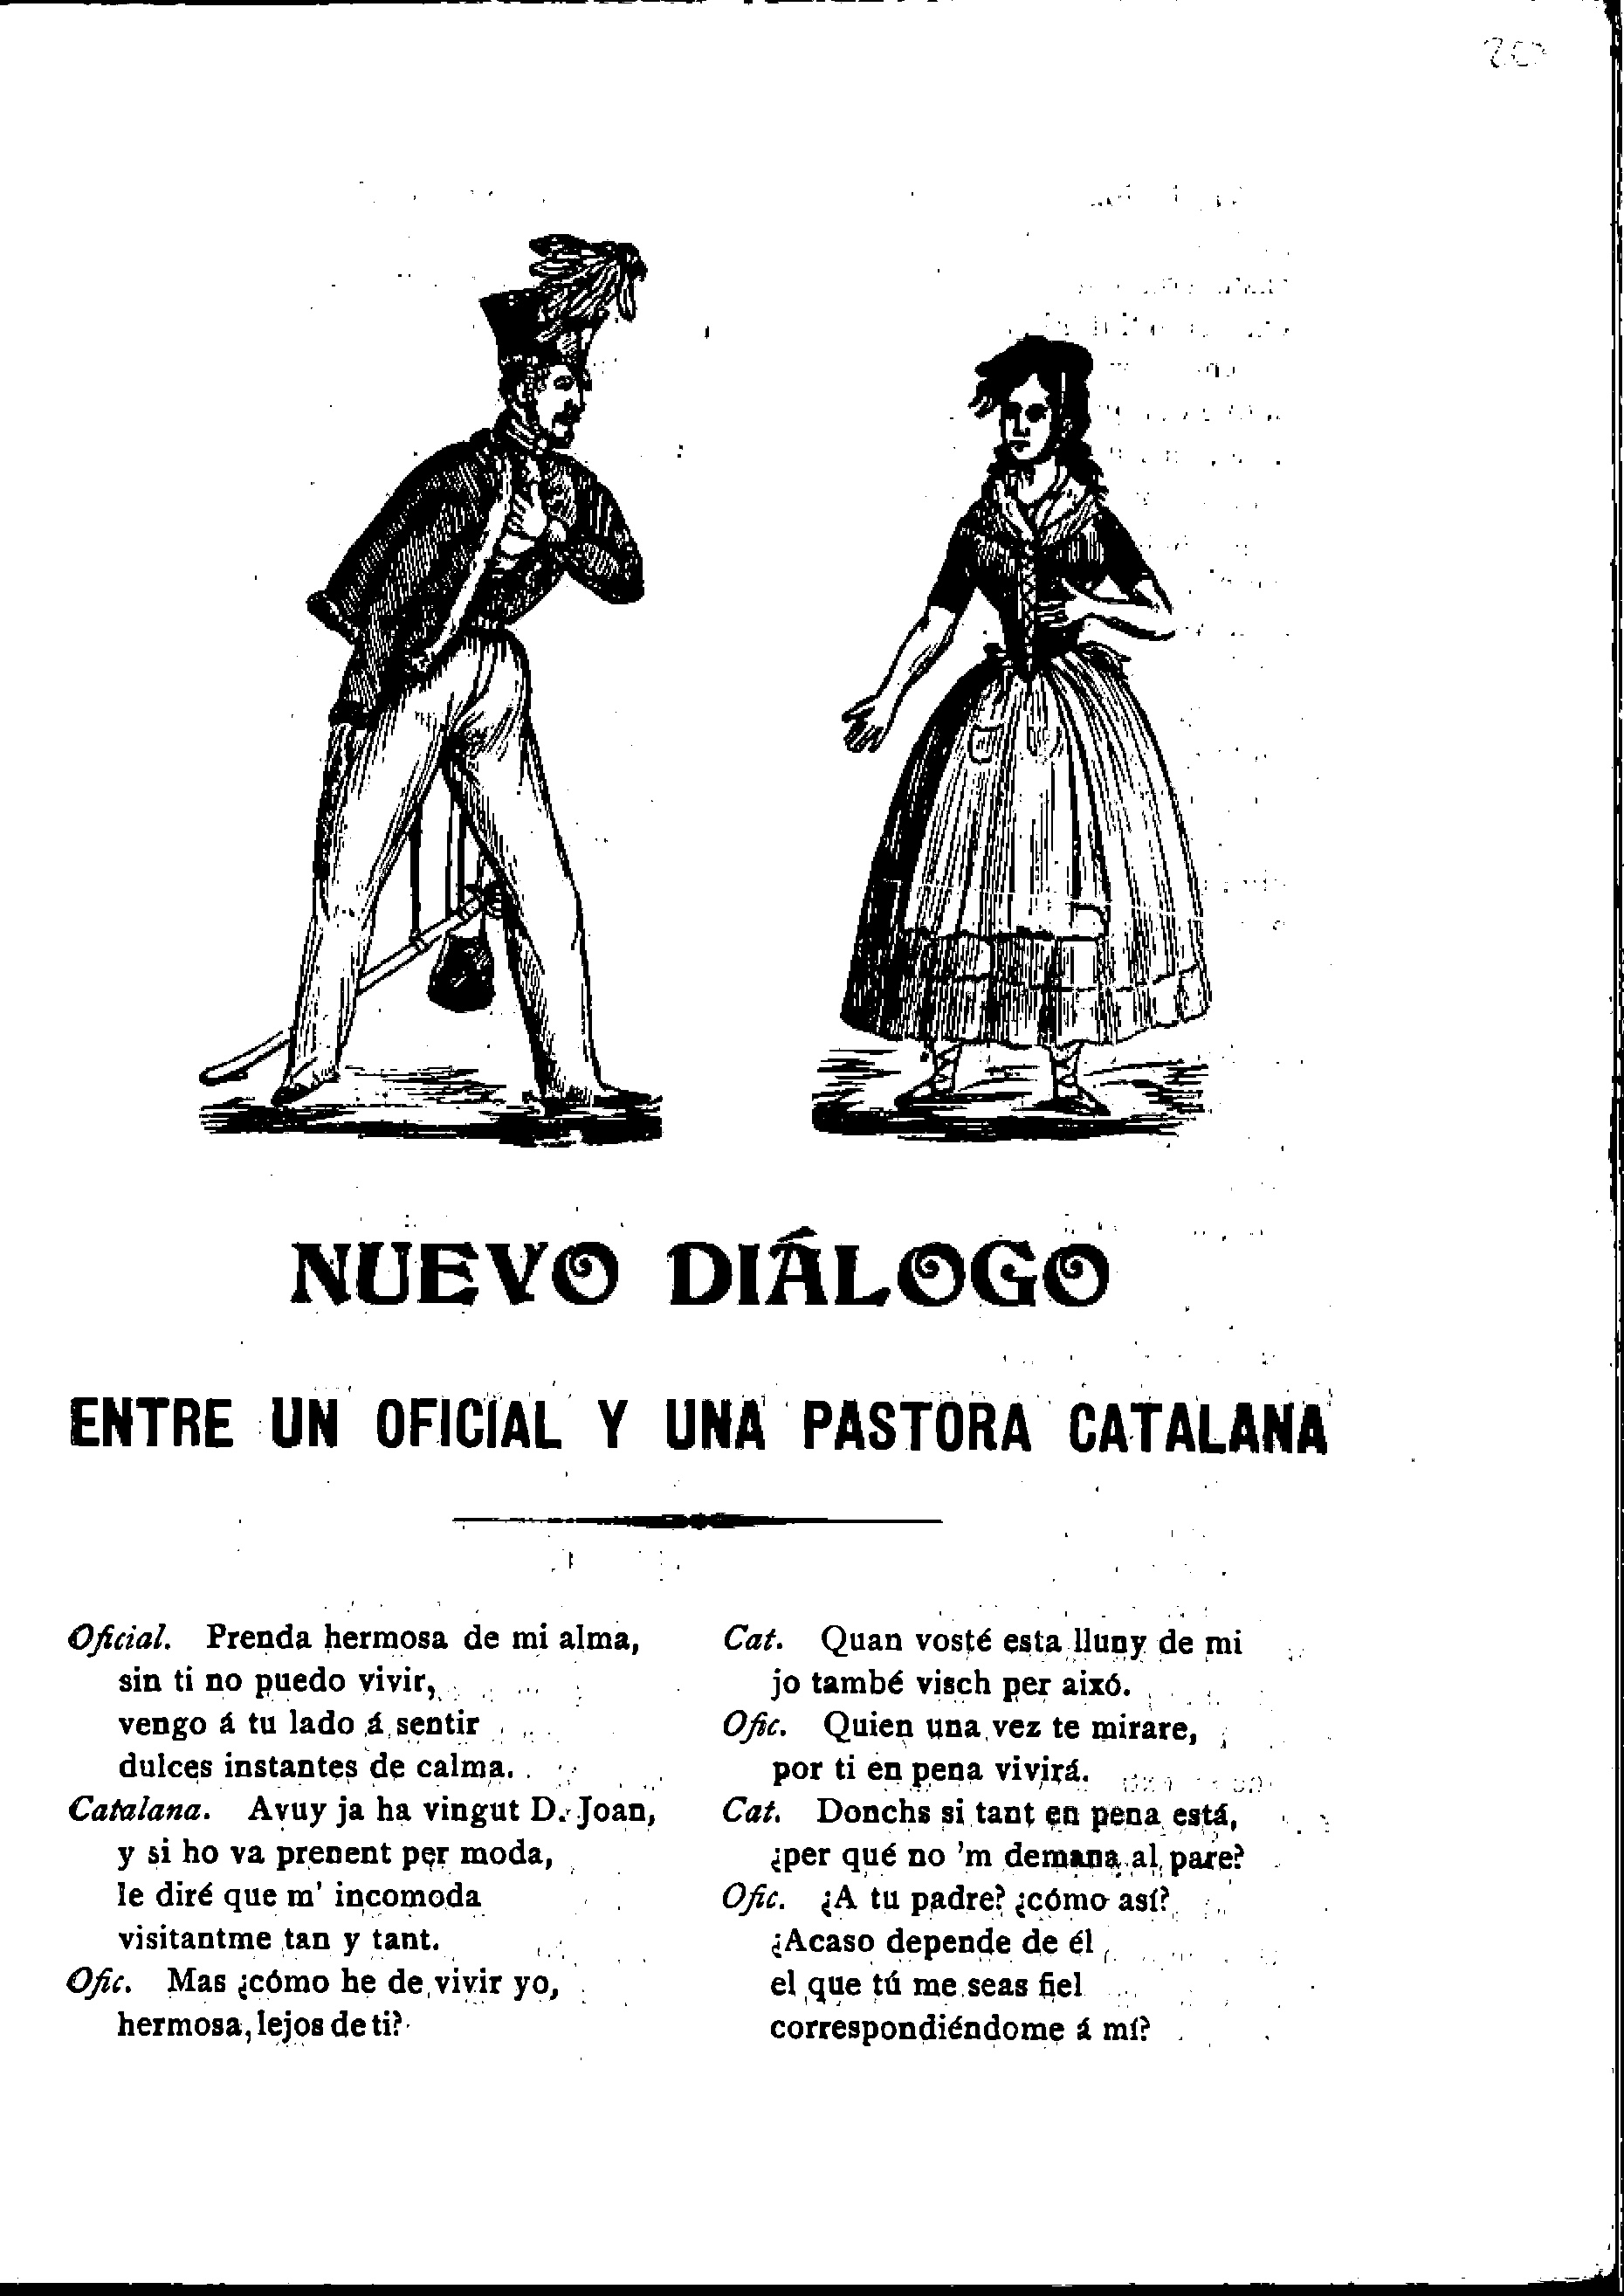 20
NUEVO DIÁLOGO
ENTRE UN OFICIAL Y UNA PASTORA CATALANA
Oficial. Prenda hermosa de mi alma,
sin ti no puedo vivir,
vengo á tu lado á sentir
dulces instantes de calma.
Catalana. Avuy ja ha vingut D. Joan,
y si ho va prenent per moda,
le diré que m' incomoda
visitantme tan y tant.
Ofic. Mas ¿cómo he de vivir yo,
hermosa, lejos de ti?
Cat. Quan vosté esta lluny de mi
jo també visch per aixó.
Ofic. Quien una vez te mirare,
por ti en pena vivirá.
Cat. Donchs si tant en pena está,
¿per qué no 'm demana al pare?
Ofic. ¿A tu padre? ¿cómo así?
¿Acaso depende de él
el que tú me seas fiel
correspondiéndome á mí?